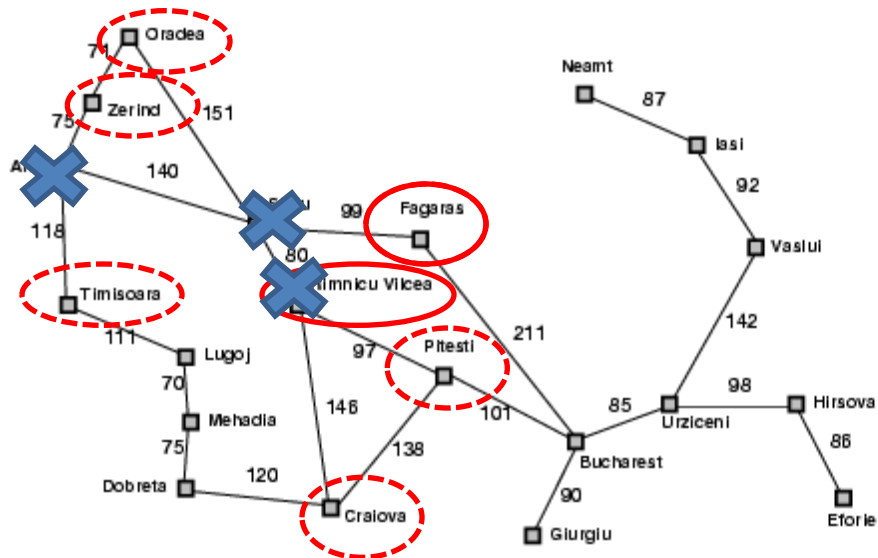 Oradea
Neamt
71
87
Zerind
151
75
Iasi
140
92
Fagaras
99
118
80
Vaslui
Timisoara
111
97
Pitesti
211
142
Lugoj
70
146
101
85
98
Hirsova
Mehadia
Urziceni
75
138
86
Bucharest
Dobreta
120
90
Craiova
Giurgiu
Eforie
Vilcea